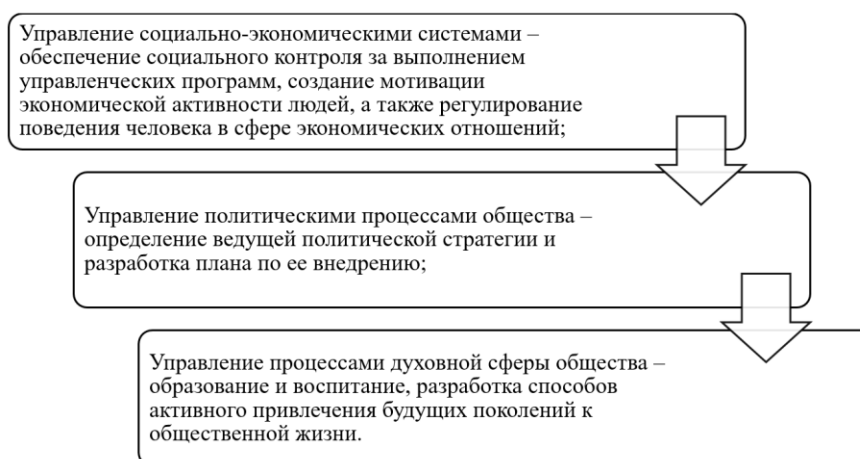 Управление социально-экономическими системами –
обеспечение социального контроля за выполнением
управленческих программ, создание мотивации
экономической активности людей, а также регулирование
поведения человека в сфере экономических отношений;
Управление политическими процессами общества –
определение ведущей политической стратегии и
разработка плана по ее внедрению;
Управление процессами духовной сферы общества –
образование и воспитание, разработка способов
активного привлечения будущих поколений к
общественной жизни.